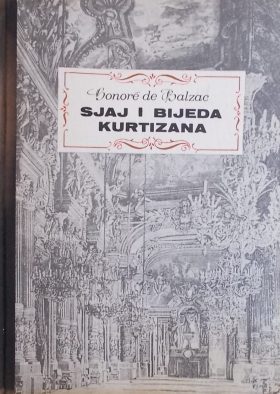 Honoré de Balzac
SJAJ I BIJEDA
KURTIZANA